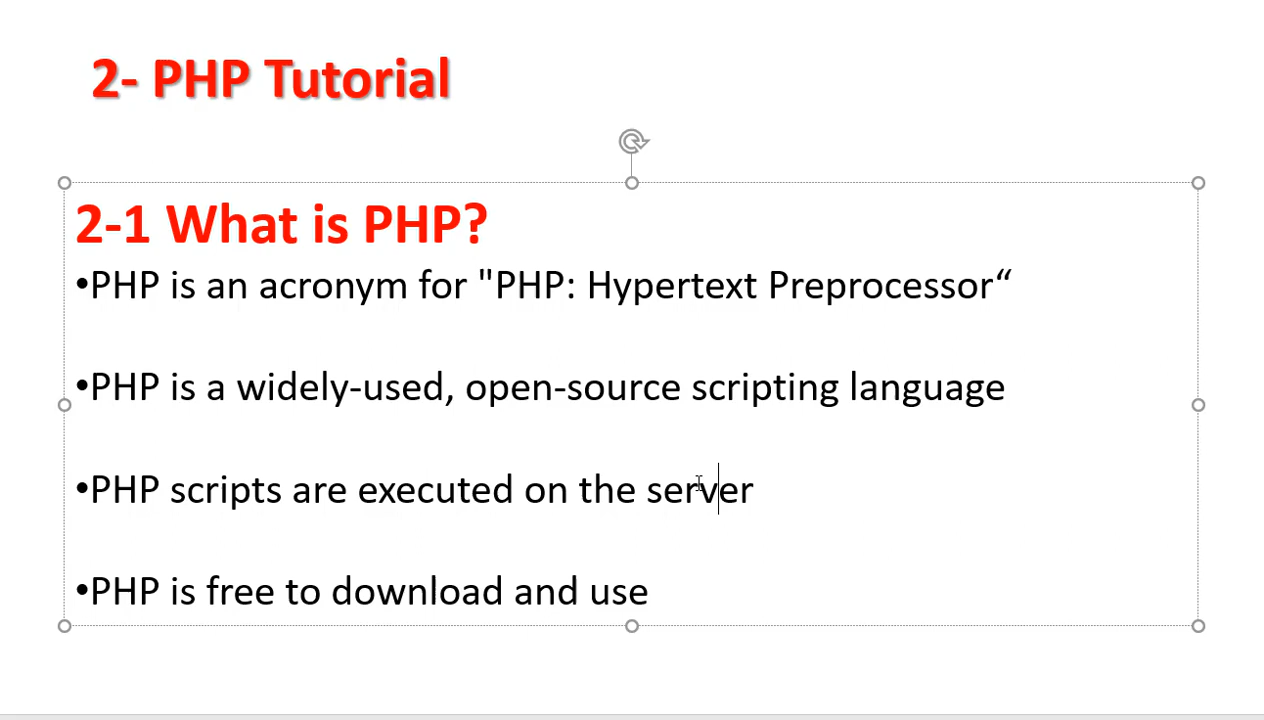 2- PHP Tutorial
2-1 What is PHP?
•PHP is an acronym for "PHP: Hypertext Preprocessor“
•PHP is a widely-used, open-source scripting language
•PHP scripts are executed on the server
•PHP is free to download and use